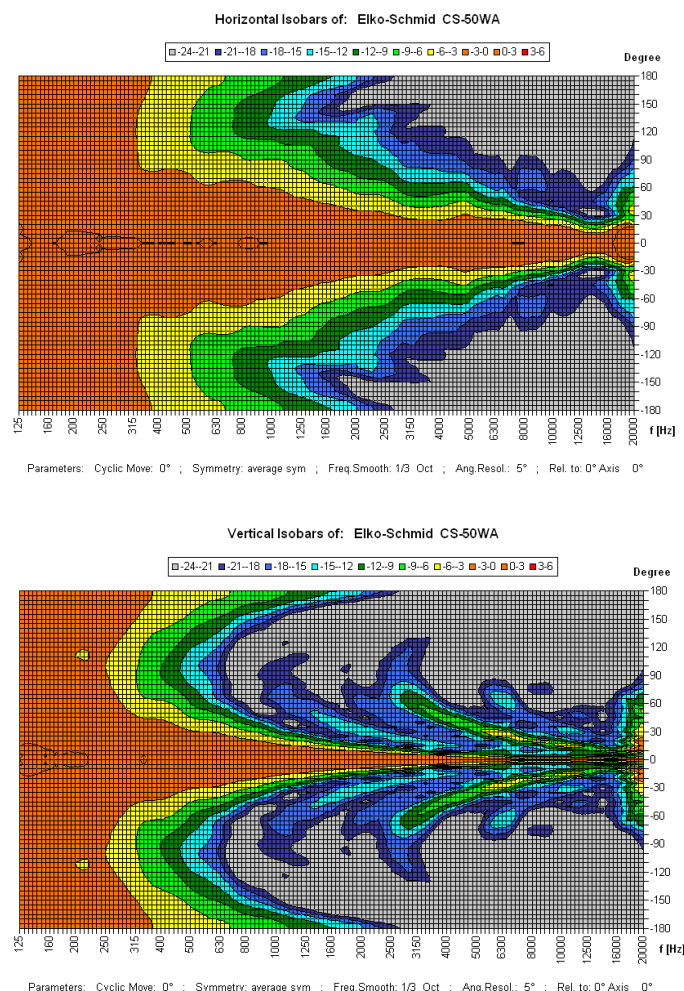 Horizontal Isobars of: Elko-Schmid CS-50WA
-24--21 -21--18 -18--15 -15--12 -12--9 -9--6 -6--3 -3-0 0-3 3-6
Degree
180
150
120
90
60
30
0
-30
-60
-90
-120
-150
-180
125 160 200 250 315 400 500 630 800 1000 1250 1600 2000 2500 3150 4000 5000 6300 8000 10000 12500 16000 20000
f [Hz]
Parameters: Cyclic Move: 0° ; Symmetry: average sym ; Freq.Smooth: 1/3 Oct ; Ang.Resol.: 5° ; Rel. to: 0° Axis 0°
Vertical Isobars of: Elko-Schmid CS-50WA
-24--21 -21--18 -18--15 -15--12 -12--9 -9--6 -6--3 -3-0 0-3 3-6
Degree
180
150
120
90
60
30
0
-30
-60
-90
-120
-150
-180
125 160 200 250 315 400 500 630 800 1000 1250 1600 2000 2500 3150 4000 5000 6300 8000 10000 12500 16000 20000
f [Hz]
Parameters: Cyclic Move: 0° ; Symmetry: average sym ; Freq.Smooth: 1/3 Oct ; Ang.Resol.: 5° ; Rel. to: 0° Axis 0°